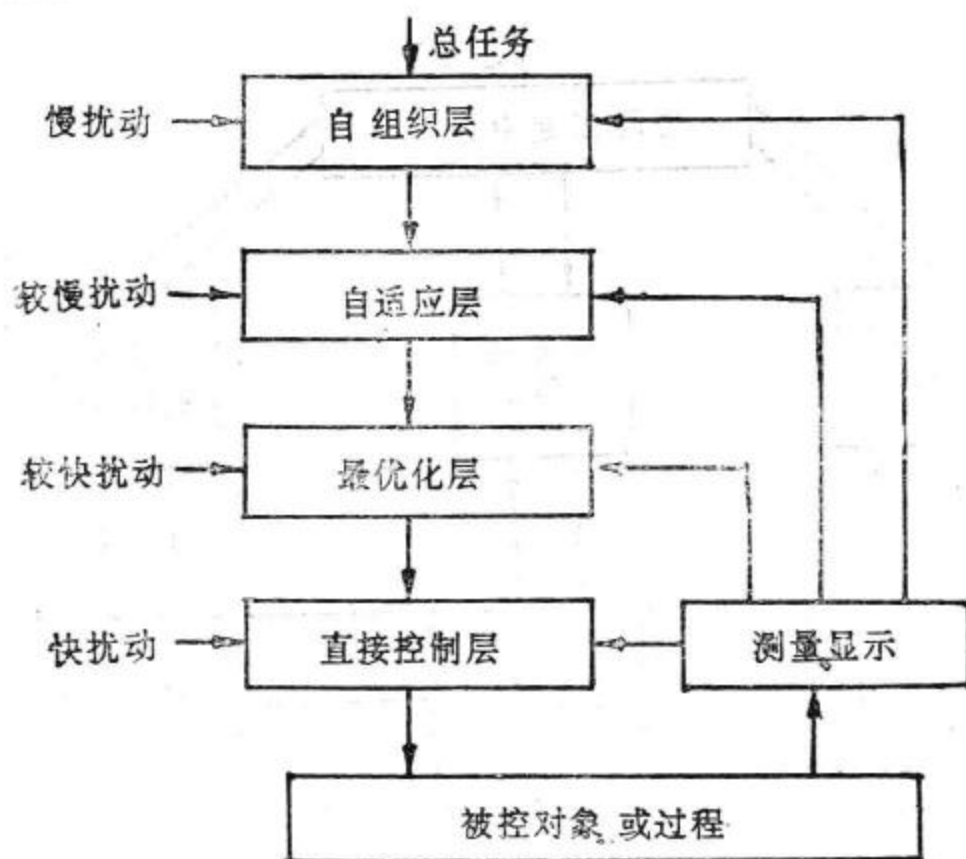 总任务
慢扰动
自组织层
较慢扰动
自适应层
较快扰动
最优化层
快扰动
直接控制层
测量显示
被控对象或过程